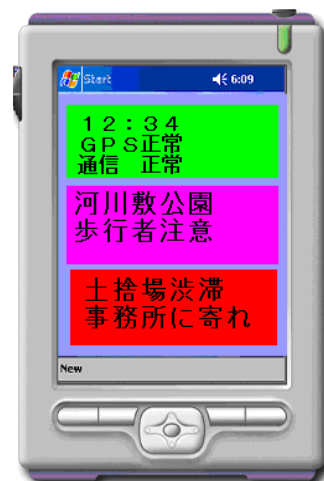 Start 6:09
12:34
GPS正常
通信 正常
河川敷公園
歩行者注意
土捨場渋滞
事務所に寄れ
New